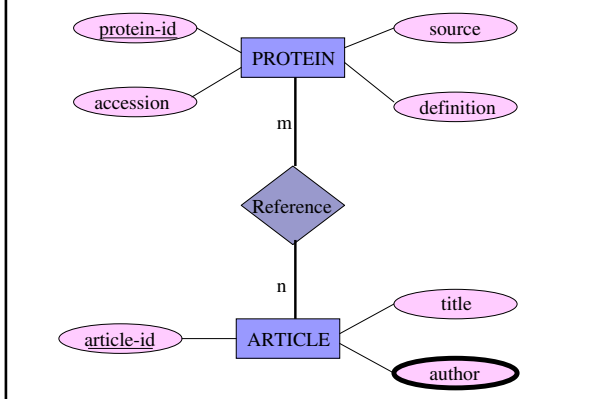 protein-id
source
PROTEIN
accession
definition
m
Reference
n
title
article-id
ARTICLE
author